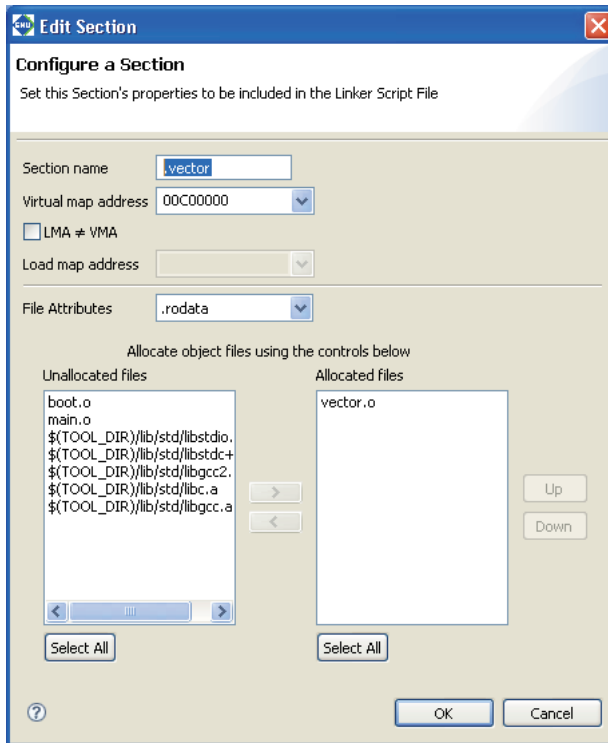 GNU Edit Section
Configure a Section
Set this Section's properties to be included in the Linker Script File
Section name .vector
Virtual map address 00C00000
LMA ≠ VMA
Load map address
File Attributes .rodata
Allocate object files using the controls below
Unallocated files Allocated files
boot.o vector.o
main.o
$(TOOL_DIR)/lib/std/libstdio.
$(TOOL_DIR)/lib/std/libstdc+
$(TOOL_DIR)/lib/std/libgcc2.
$(TOOL_DIR)/lib/std/libc.a
$(TOOL_DIR)/lib/std/libgcc.a
> Up
< Down
Select All Select All
? OK Cancel